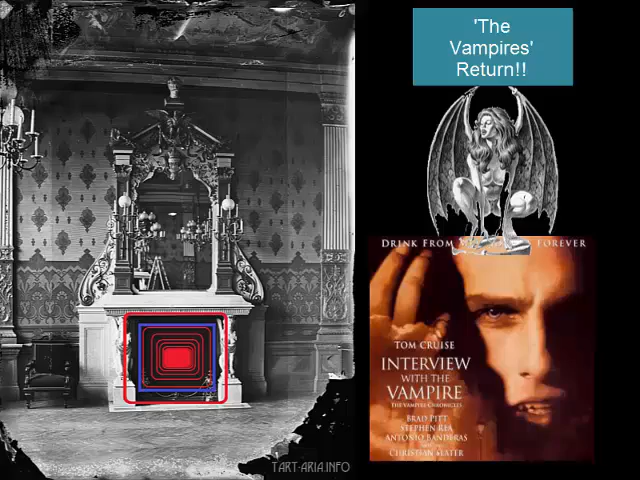 'The
Vampires'
Return!!
DRINK FROM
FOREVER
TOM CRUISE
INTERVIEW
WITH THE
VAMPIRE
THE VAMPIRE CHRONICLES
BRAD PITT
STEPHEN REA
ANTONIO BANDERAS
CHRISTIAN SLATER
TART-ARIA.INFO